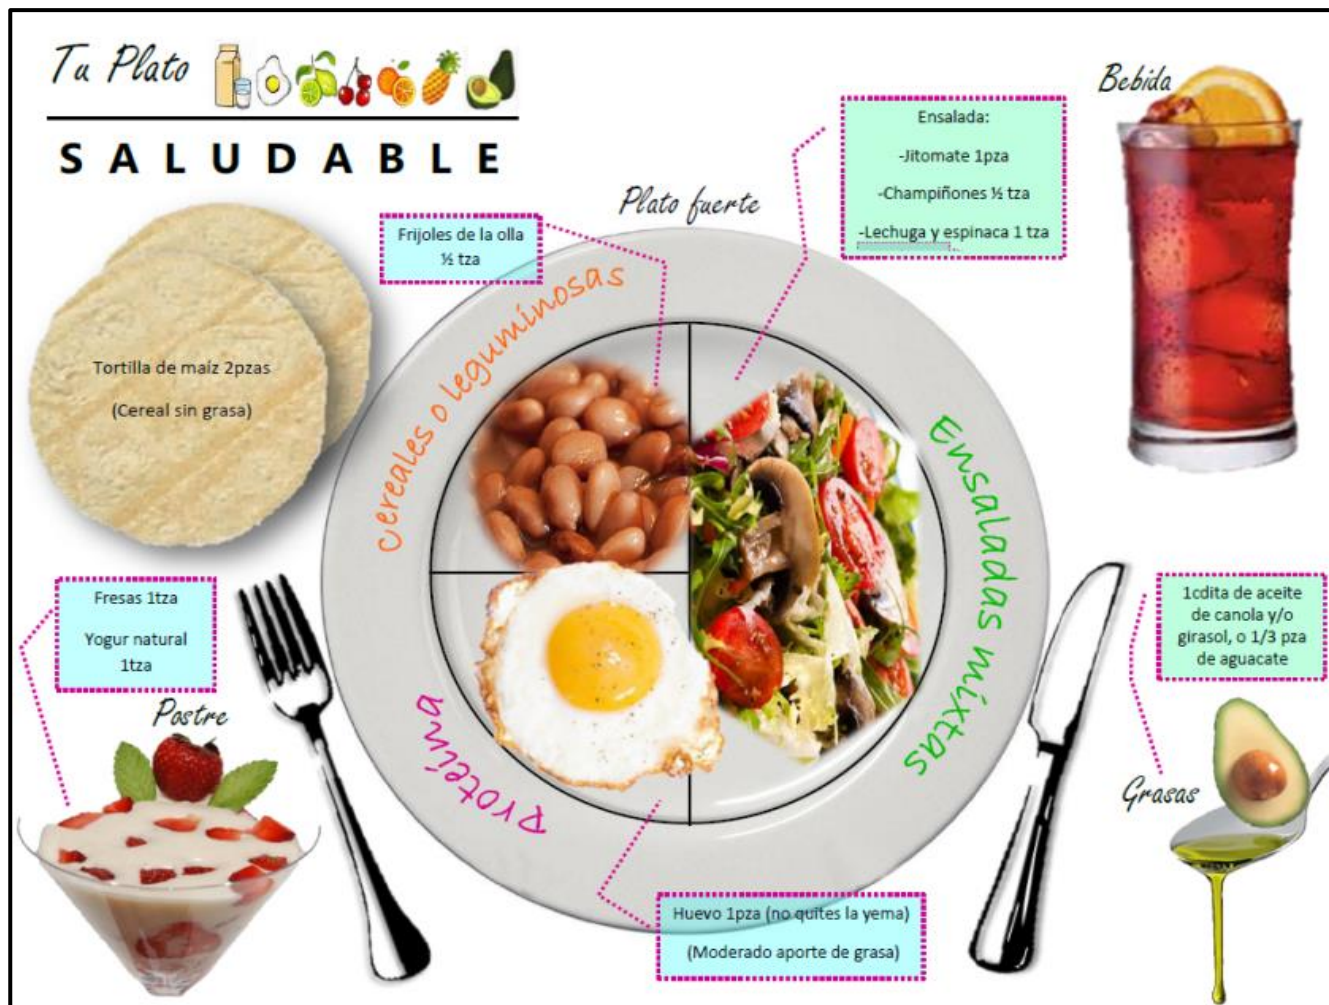 Tu Plato
SALUDABLE
Bebida
Ensalada:
-Jitomate 1pza
-Champiñones ½ tza
-Lechuga y espinaca 1 tza
Plato fuerte
Frijoles de la olla
½ tza
Tortilla de maíz 2pzas
(Cereal sin grasa)
Cereales o leguminosas
Ensaladas mixtas
Proteína
Fresas 1tza
Yogur natural
1tza
Postre
1cdita de aceite
de canola y/o
girasol, o 1/3 pza
de aguacate
Grasas
Huevo 1pza (no quites la yema)
(Moderado aporte de grasa)